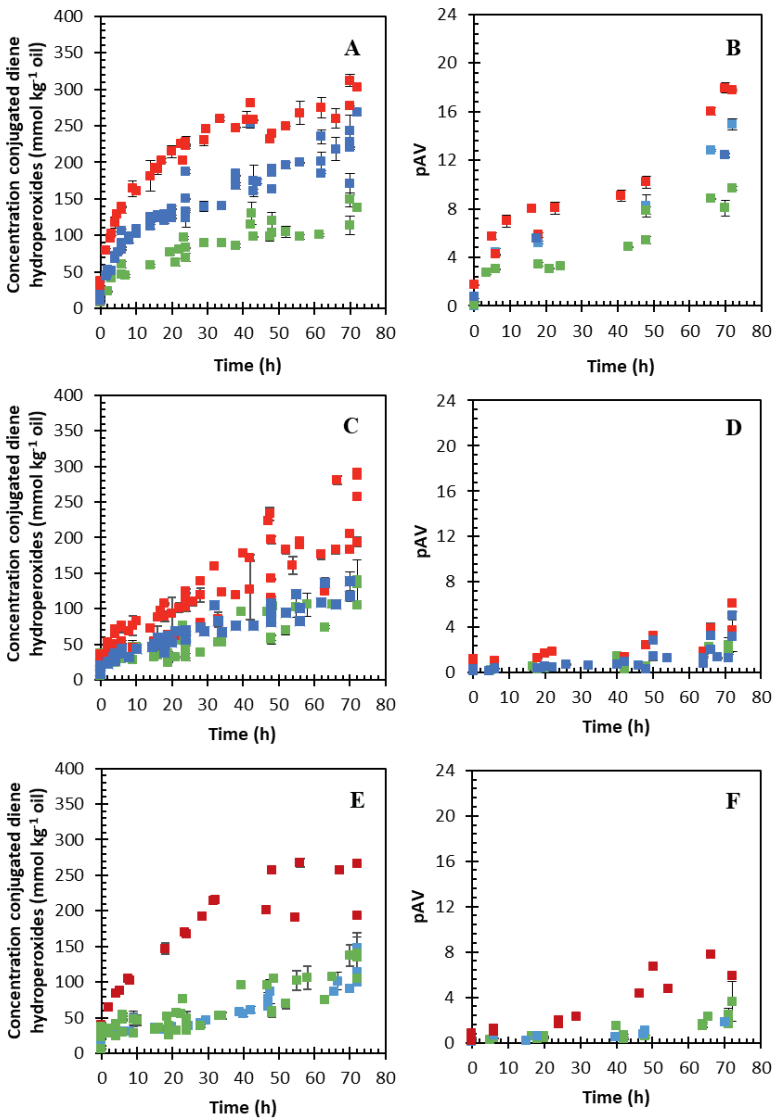 A
Concentration conjugated diene
hydroperoxides (mmol kg⁻¹ oil)
400
350
300
250
200
150
100
50
0
0 10 20 30 40 50 60 70 80
Time (h)
B
pAV
24
20
16
12
8
4
0
0 10 20 30 40 50 60 70 80
Time (h)
C
Concentration conjugated diene
hydroperoxides (mmol kg⁻¹ oil)
400
350
300
250
200
150
100
50
0
0 10 20 30 40 50 60 70 80
Time (h)
D
pAV
24
20
16
12
8
4
0
0 10 20 30 40 50 60 70 80
Time (h)
E
Concentration conjugated diene
hydroperoxides (mmol kg⁻¹ oil)
400
350
300
250
200
150
100
50
0
0 10 20 30 40 50 60 70 80
Time (h)
F
pAV
24
20
16
12
8
4
0
0 10 20 30 40 50 60 70 80
Time (h)